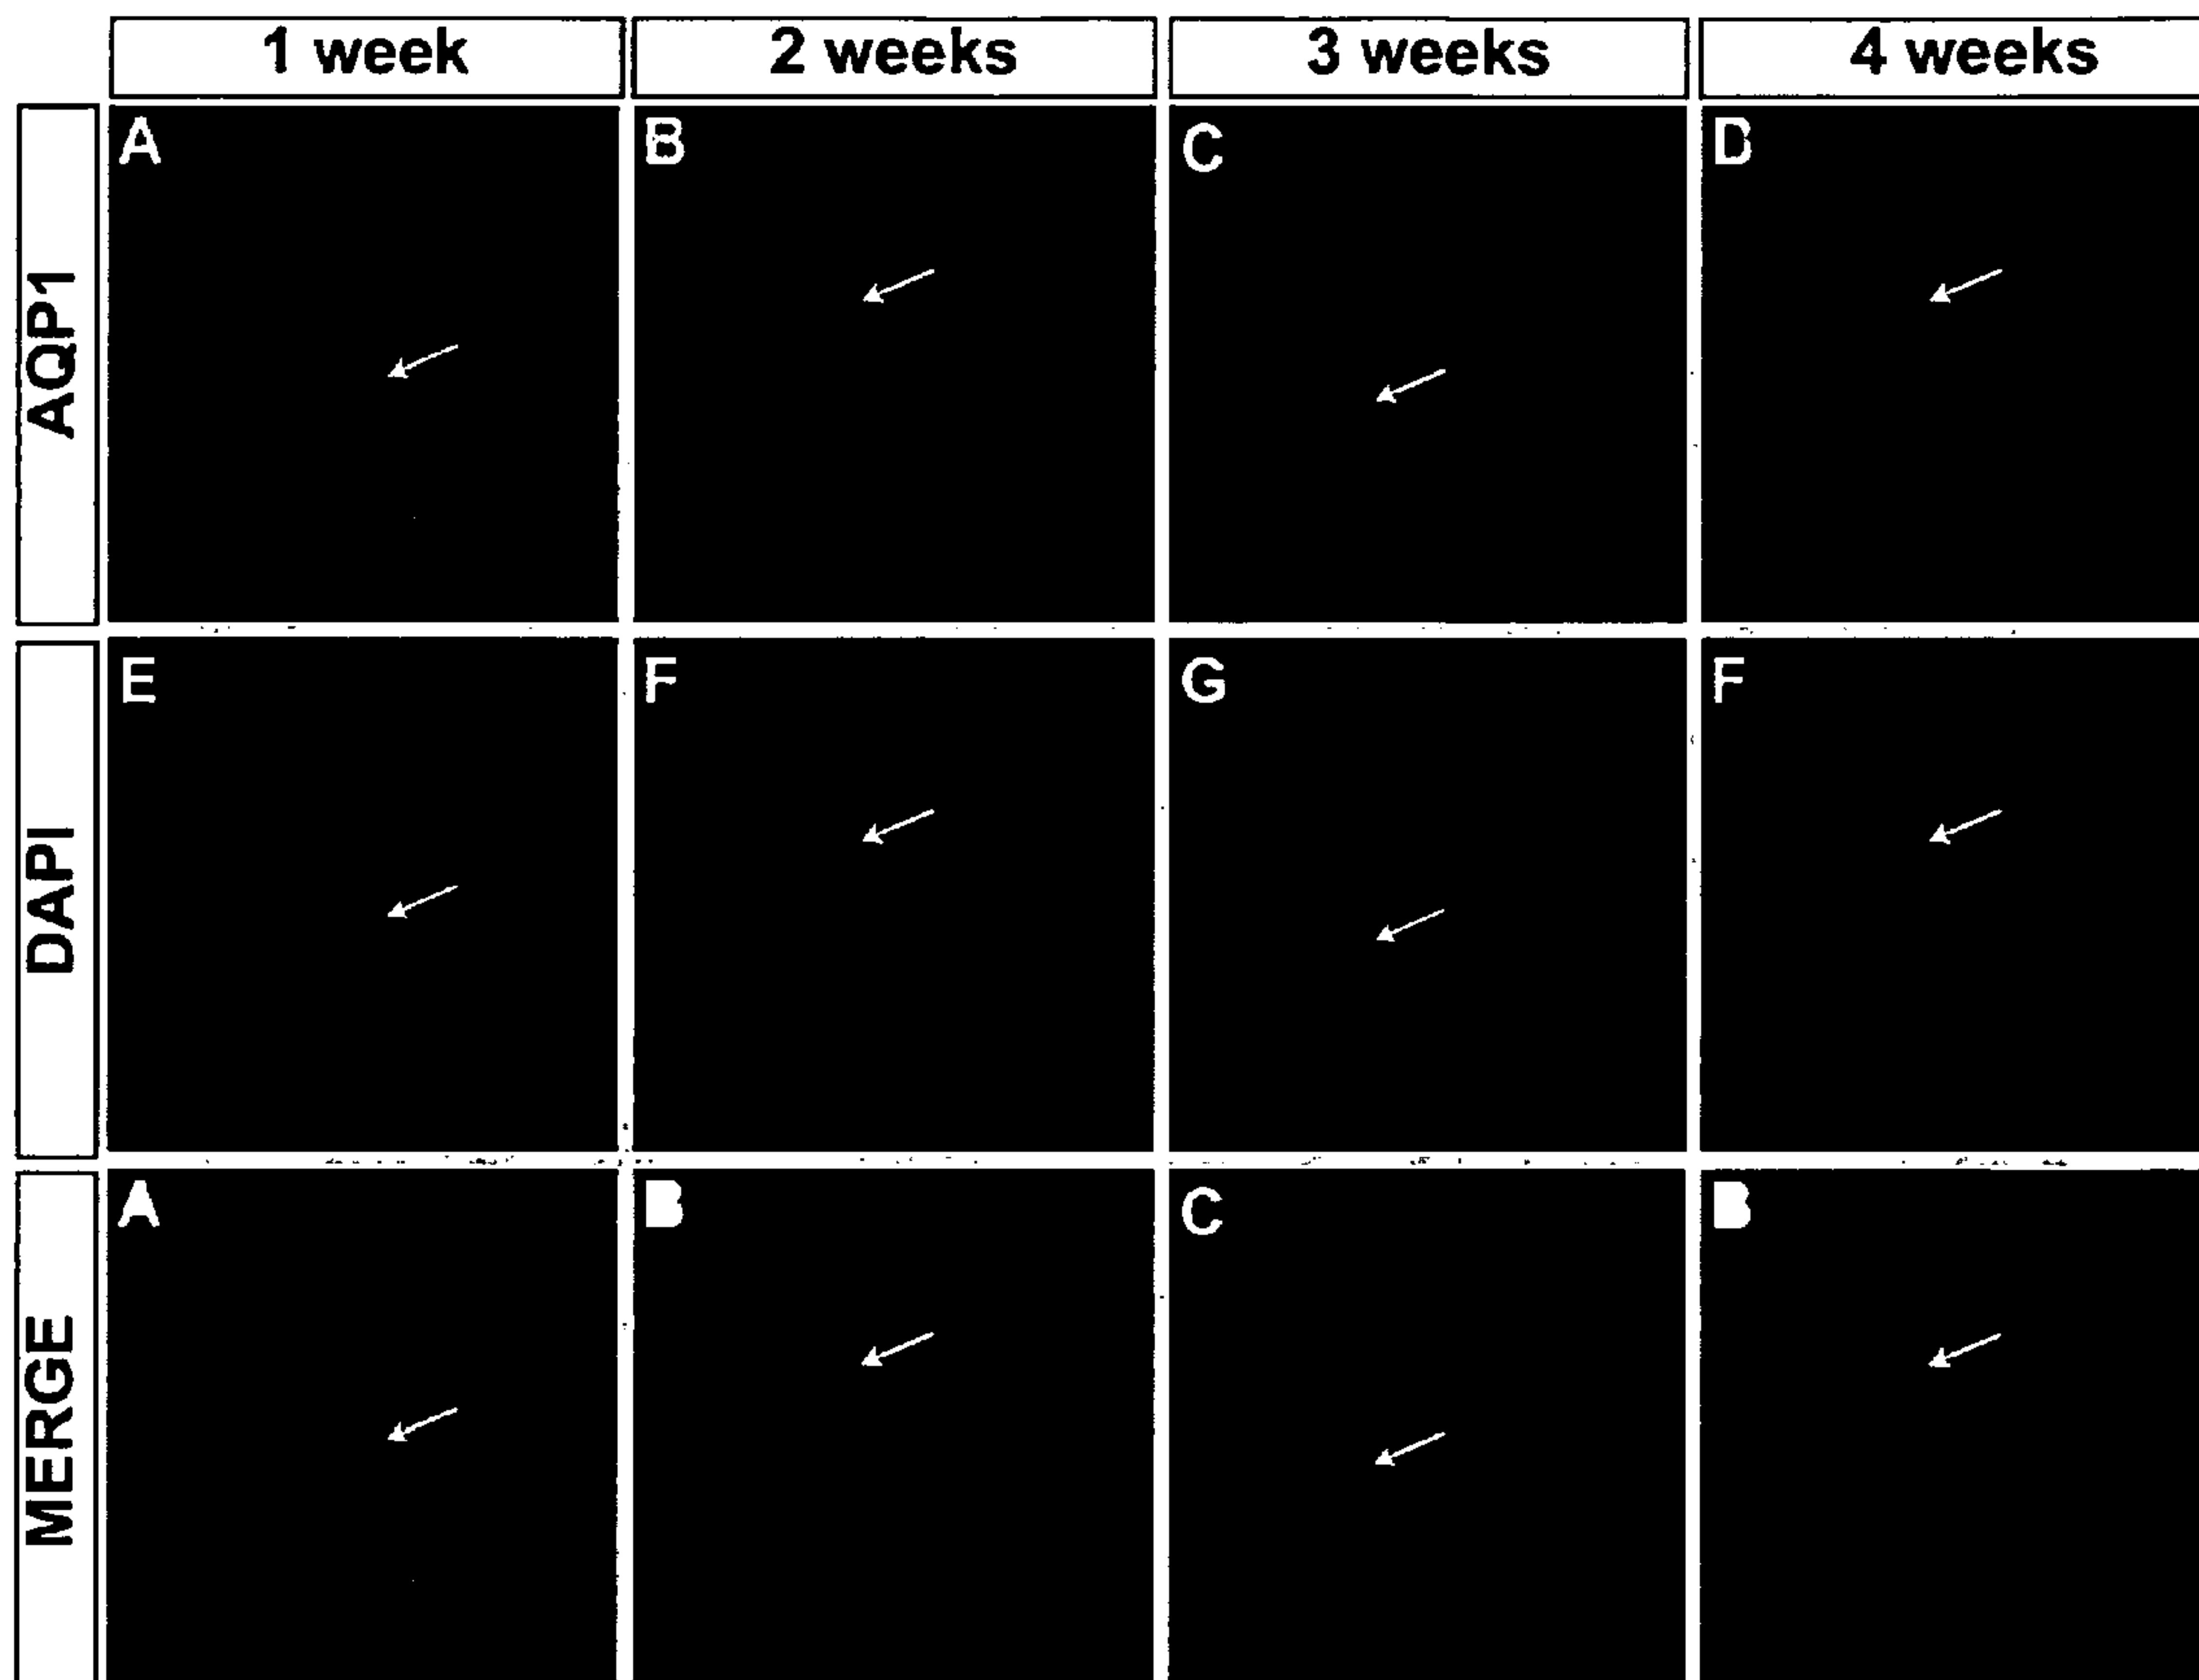 1 week 2 weeks 3 weeks 4 weeks
AQP1
A B C D
DAPI
E F G F
MERGE
A B C B